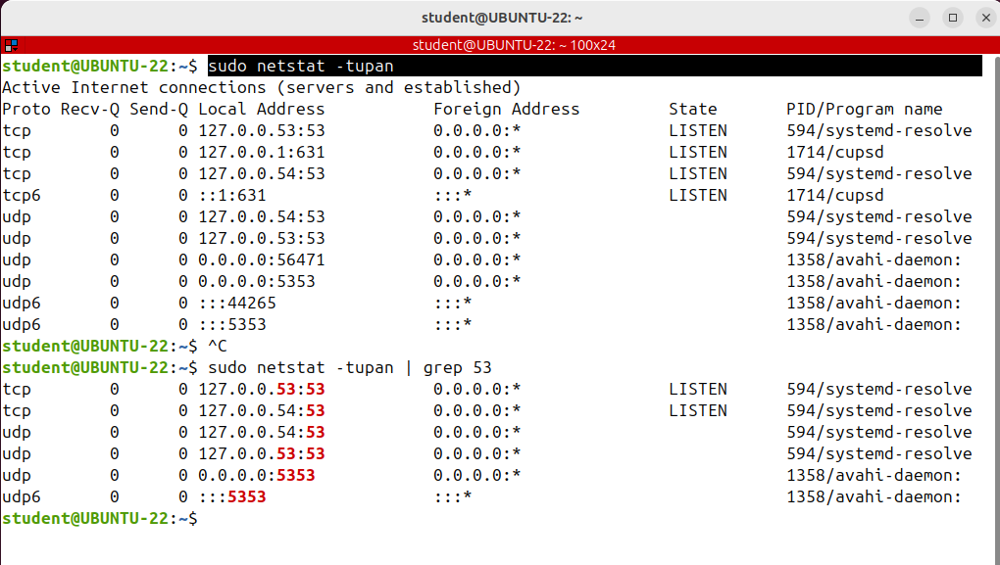 student@UBUNTU-22: ~
student@UBUNTU-22: ~ 100x24
student@UBUNTU-22:~$ sudo netstat -tupan
Active Internet connections (servers and established)
Proto Recv-Q Send-Q Local Address           Foreign Address         State       PID/Program name
tcp        0      0 127.0.0.53:53           0.0.0.0:*               LISTEN      594/systemd-resolve
tcp        0      0 127.0.0.1:631           0.0.0.0:*               LISTEN      1714/cupsd
tcp        0      0 127.0.0.54:53           0.0.0.0:*               LISTEN      594/systemd-resolve
tcp6       0      0 ::1:631                 :::*                    LISTEN      1714/cupsd
udp        0      0 127.0.0.54:53           0.0.0.0:*                           594/systemd-resolve
udp        0      0 127.0.0.53:53           0.0.0.0:*                           594/systemd-resolve
udp        0      0 0.0.0.0:56471           0.0.0.0:*                           1358/avahi-daemon:
udp        0      0 0.0.0.0:5353            0.0.0.0:*                           1358/avahi-daemon:
udp6       0      0 :::44265                :::*                                1358/avahi-daemon:
udp6       0      0 :::5353                 :::*                                1358/avahi-daemon:
student@UBUNTU-22:~$ ^C
student@UBUNTU-22:~$ sudo netstat -tupan | grep 53
tcp        0      0 127.0.0.53:53           0.0.0.0:*               LISTEN      594/systemd-resolve
tcp        0      0 127.0.0.54:53           0.0.0.0:*               LISTEN      594/systemd-resolve
udp        0      0 127.0.0.54:53           0.0.0.0:*                           594/systemd-resolve
udp        0      0 127.0.0.53:53           0.0.0.0:*                           594/systemd-resolve
udp        0      0 0.0.0.0:5353            0.0.0.0:*                           1358/avahi-daemon:
udp6       0      0 :::5353                 :::*                                1358/avahi-daemon:
student@UBUNTU-22:~$